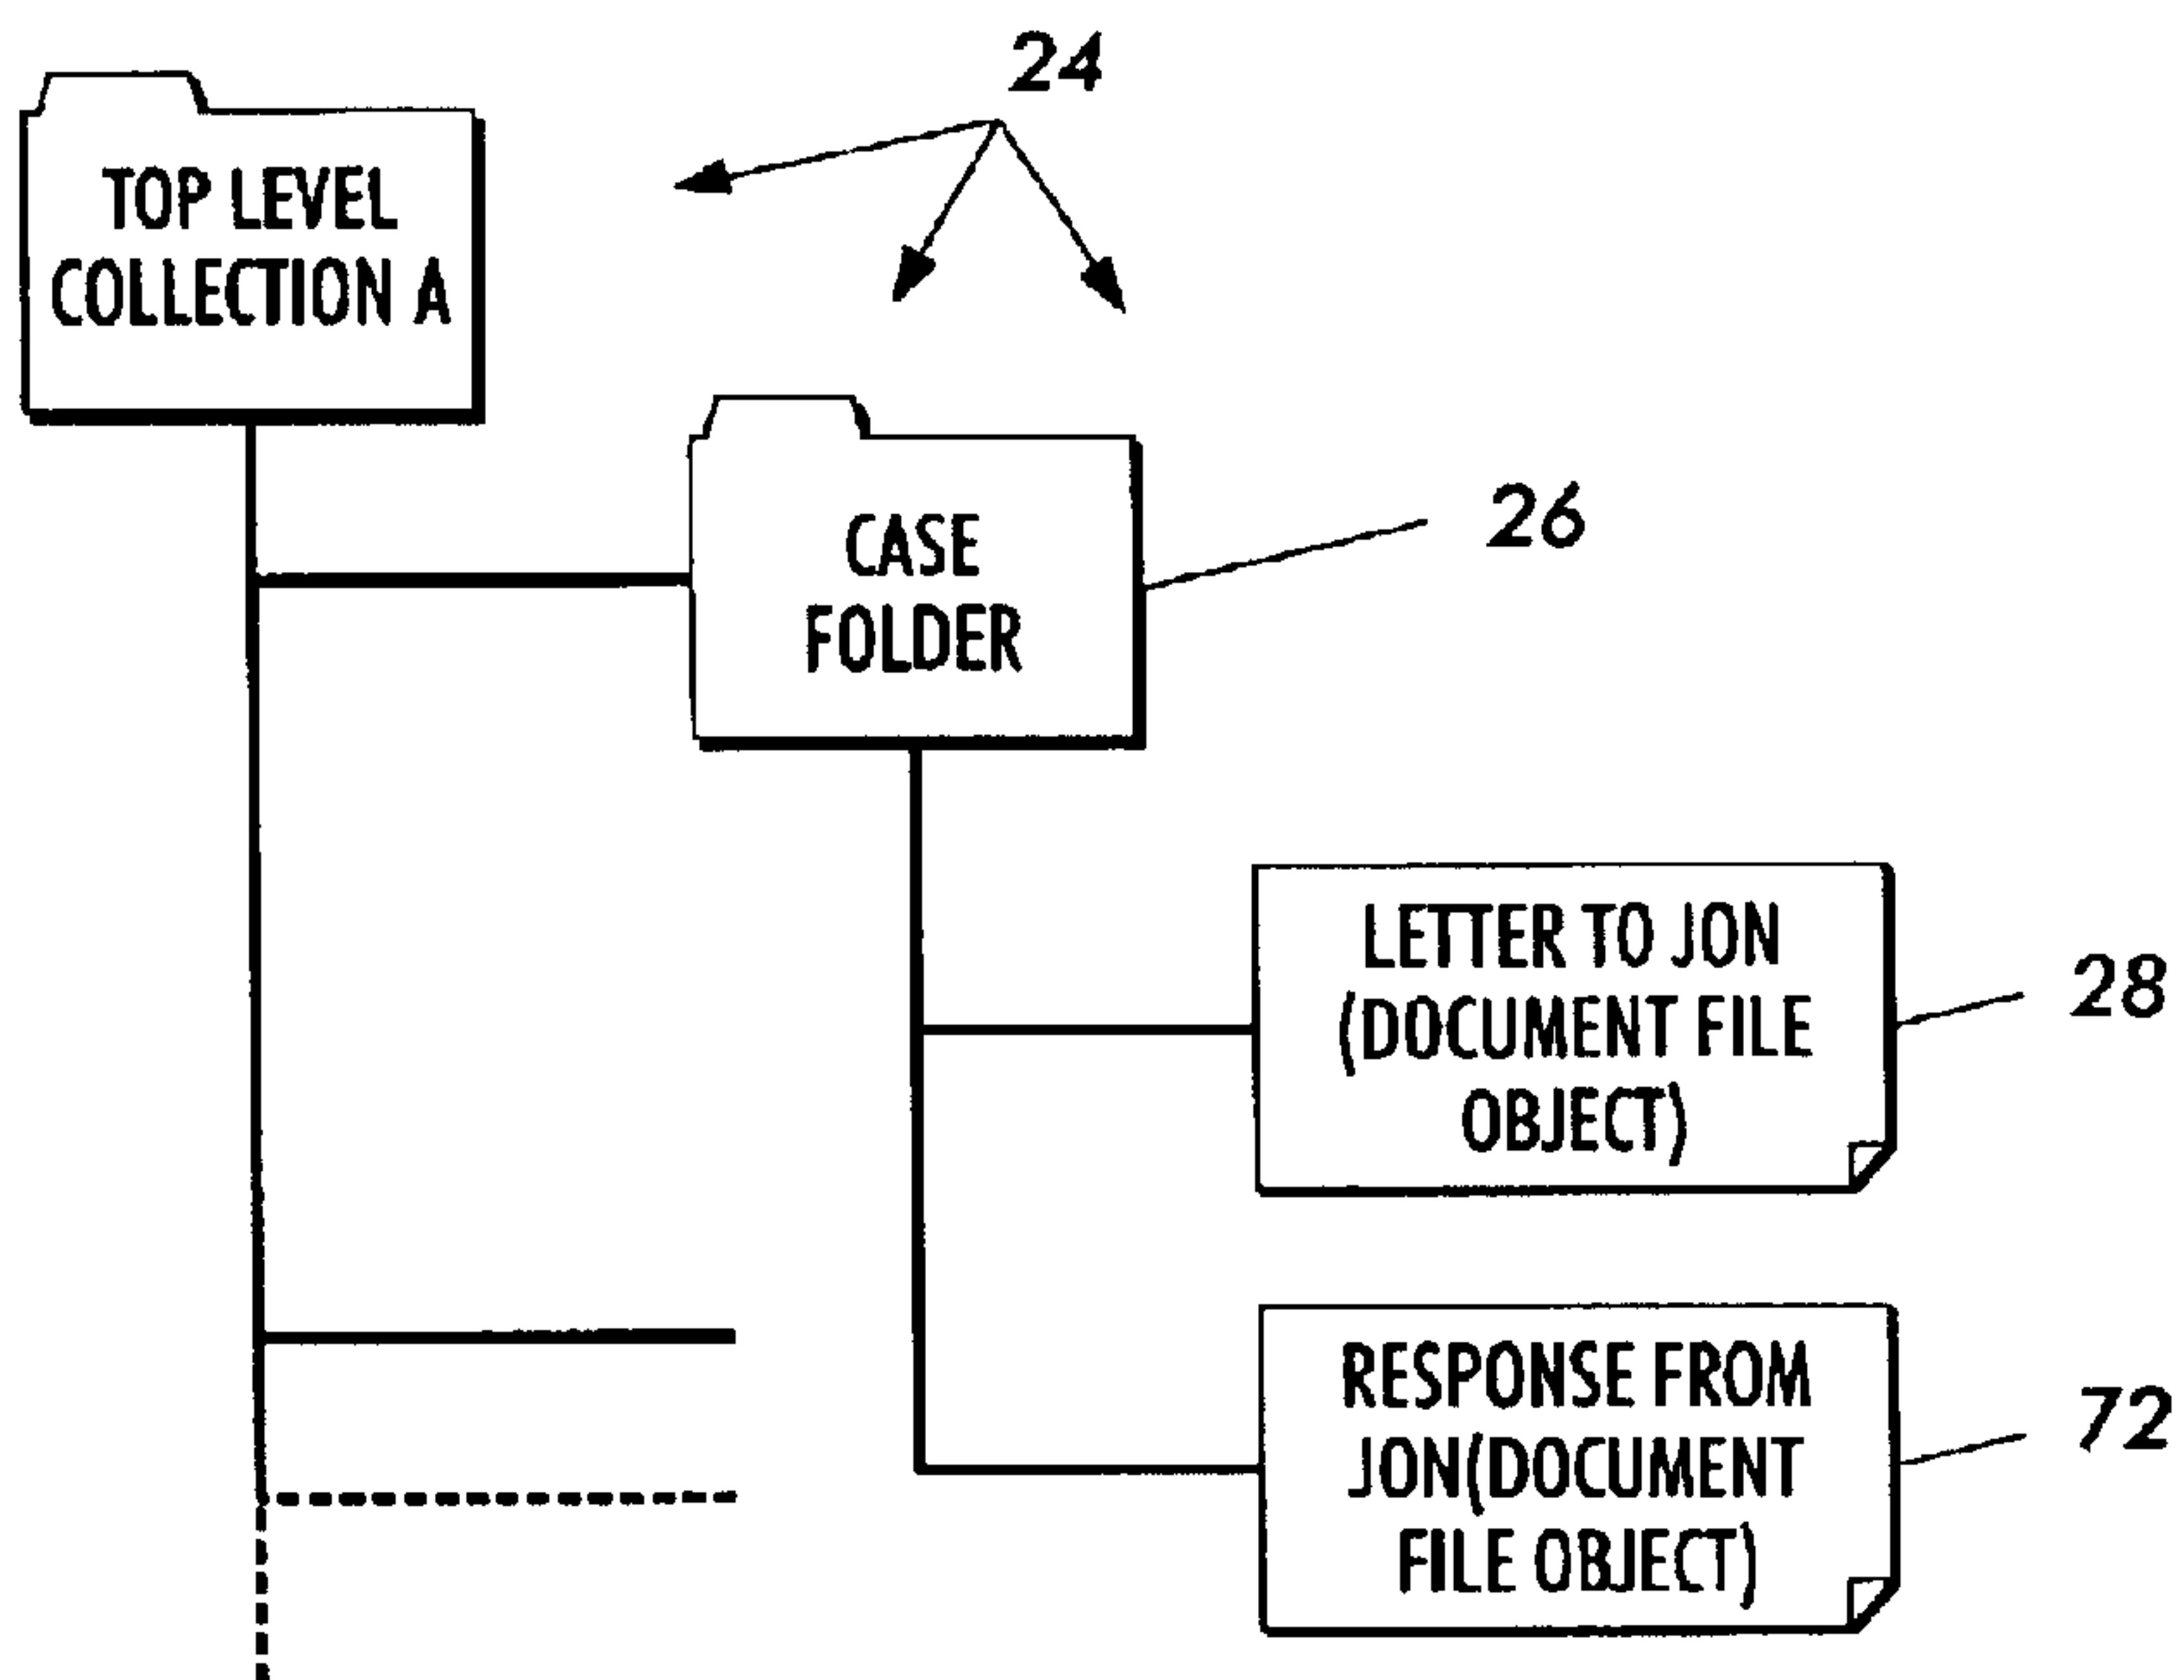 24
TOP LEVEL
COLLECTION A
CASE
FOLDER
26
LETTER TO JON
(DOCUMENT FILE
OBJECT)
28
RESPONSE FROM
JON(DOCUMENT
FILE OBJECT)
72